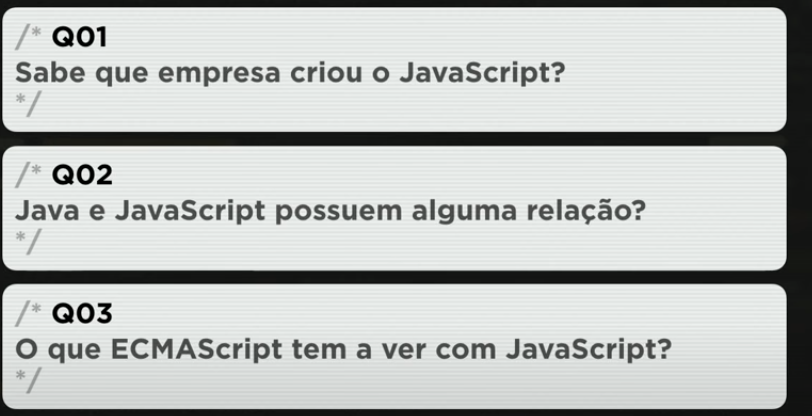 /* Q01
Sabe que empresa criou o JavaScript?
*/
/* Q02
Java e JavaScript possuem alguma relação?
*/
/* Q03
O que ECMAScript tem a ver com JavaScript?
*/